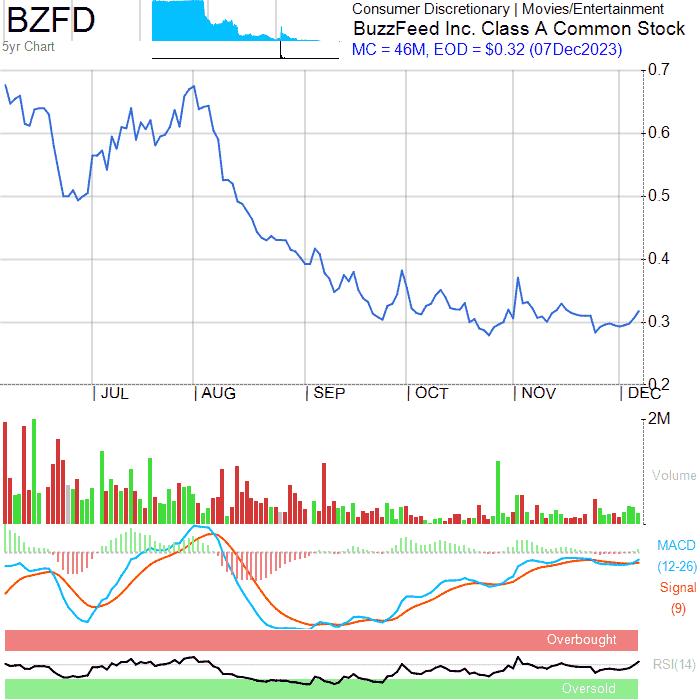 BZFD
5yr Chart
Consumer Discretionary | Movies/Entertainment
BuzzFeed Inc. Class A Common Stock
MC = 46M, EOD = $0.32 (07Dec2023)
0.7
0.6
0.5
0.4
0.3
0.2
JUL AUG SEP OCT NOV DEC
2M
Volume
MACD
(12-26)
Signal
(9)
Overbought
RSI(14)
Oversold